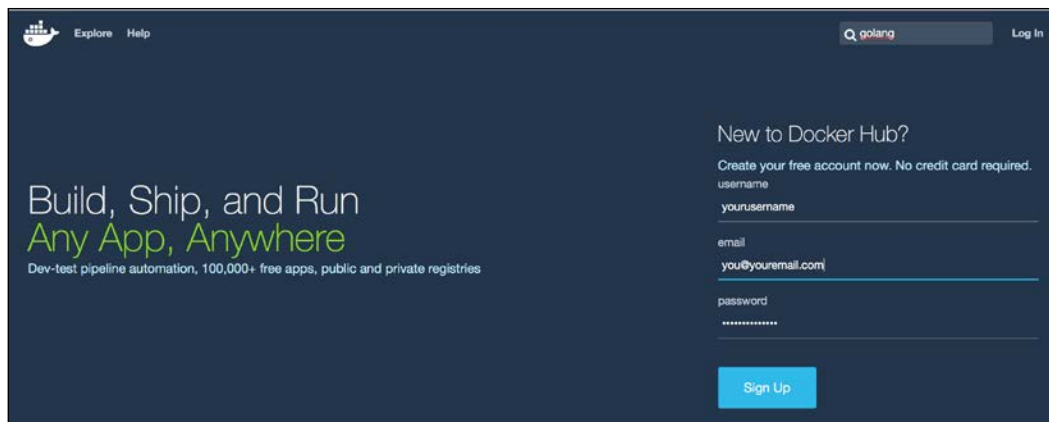 Explore Help golang Log In
New to Docker Hub?
Create your free account now. No credit card required.
username
yourusername
email
you@youremail.com
password
••••••••••••••
Sign Up
Build, Ship, and Run
Any App, Anywhere
Dev-test pipeline automation, 100,000+ free apps, public and private registries